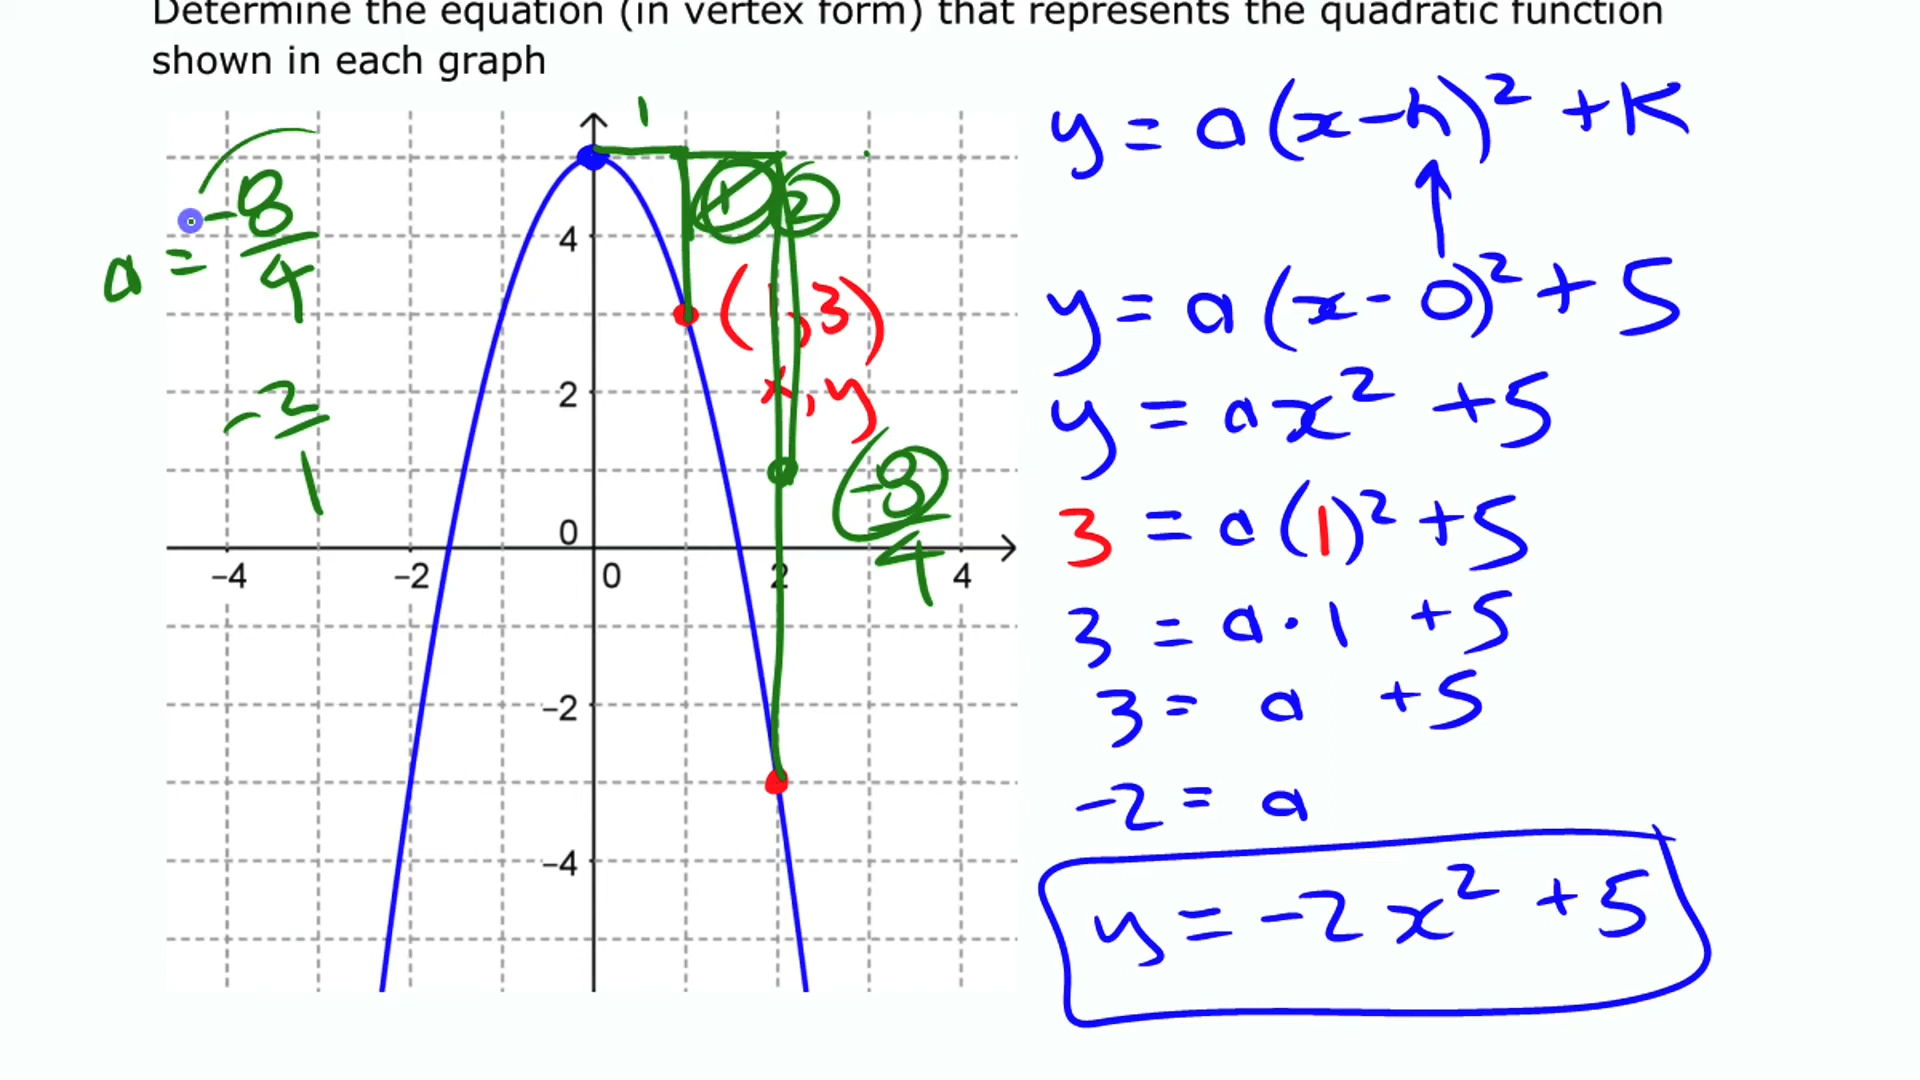 Determine the equation (in vertex form) that represents the quadratic function
shown in each graph
y = a(x-h)² + K
y = a(x-0)² + 5
y = ax² + 5
3 = a(1)² + 5
3 = a·1 + 5
3 = a + 5
-2 = a
y = -2x² + 5
a = -8/4
-2/1
1
2
( ,3)
x,y
-8/4
4
2
0
-2
-4
-4
-2
0
2
4